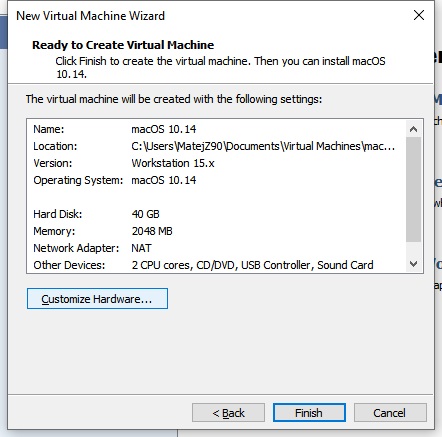 New Virtual Machine Wizard
Ready to Create Virtual Machine
Click Finish to create the virtual machine. Then you can install macOS
10.14.
The virtual machine will be created with the following settings:
Name: macOS 10.14
Location: C:\Users\MatejZ90\Documents\Virtual Machines\mac...
Version: Workstation 15.x
Operating System: macOS 10.14
Hard Disk: 40 GB
Memory: 2048 MB
Network Adapter: NAT
Other Devices: 2 CPU cores, CD/DVD, USB Controller, Sound Card
Customize Hardware...
< Back Finish Cancel